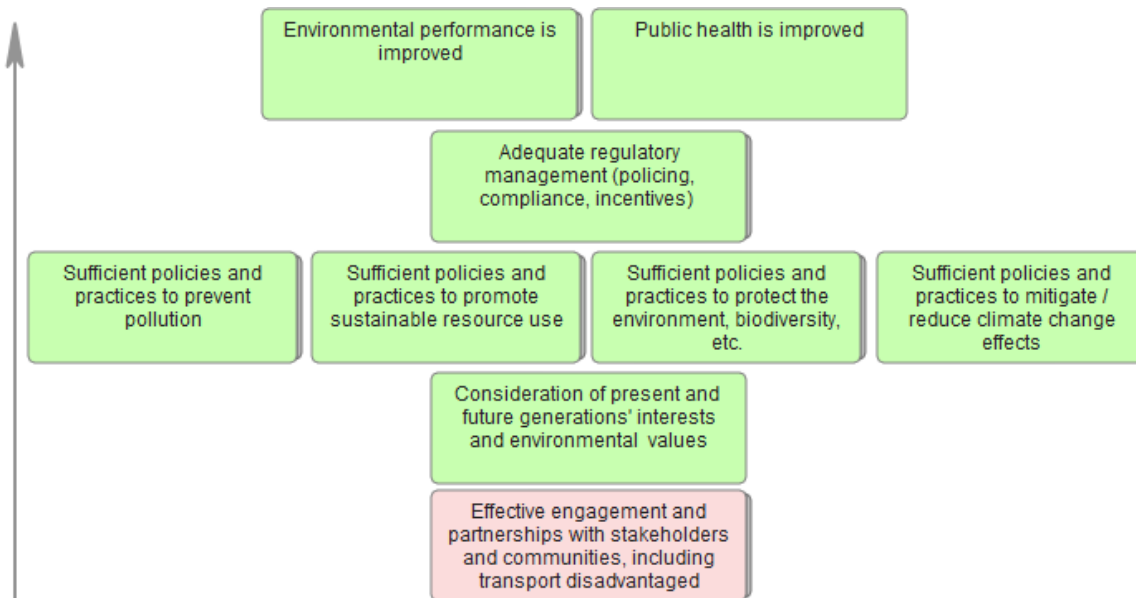 Environmental performance is
improved
Public health is improved
Adequate regulatory
management (policing,
compliance, incentives)
Sufficient policies and
practices to prevent
pollution
Sufficient policies and
practices to promote
sustainable resource use
Sufficient policies and
practices to protect the
environment, biodiversity,
etc.
Sufficient policies and
practices to mitigate /
reduce climate change
effects
Consideration of present and
future generations' interests
and environmental values
Effective engagement and
partnerships with stakeholders
and communities, including
transport disadvantaged